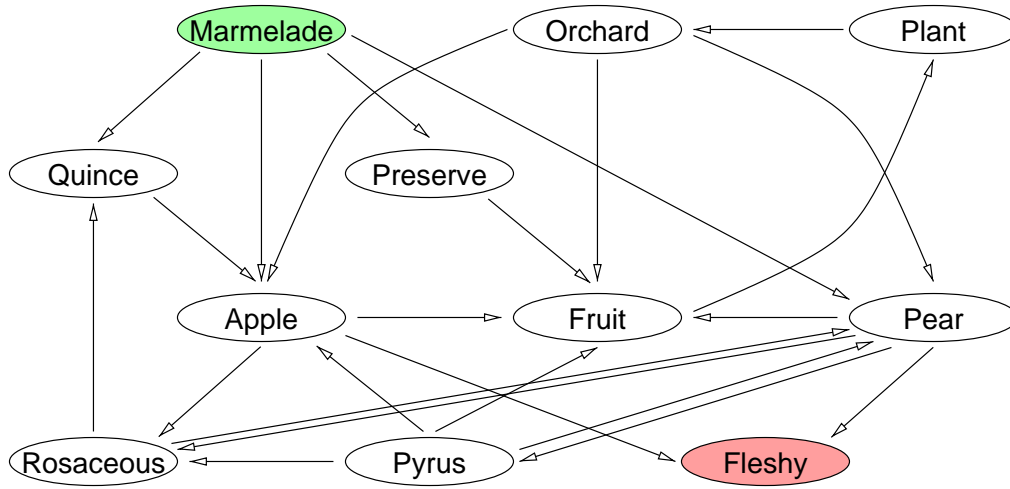 Marmelade
Orchard
Plant
Quince
Preserve
Apple
Fruit
Pear
Rosaceous
Pyrus
Fleshy